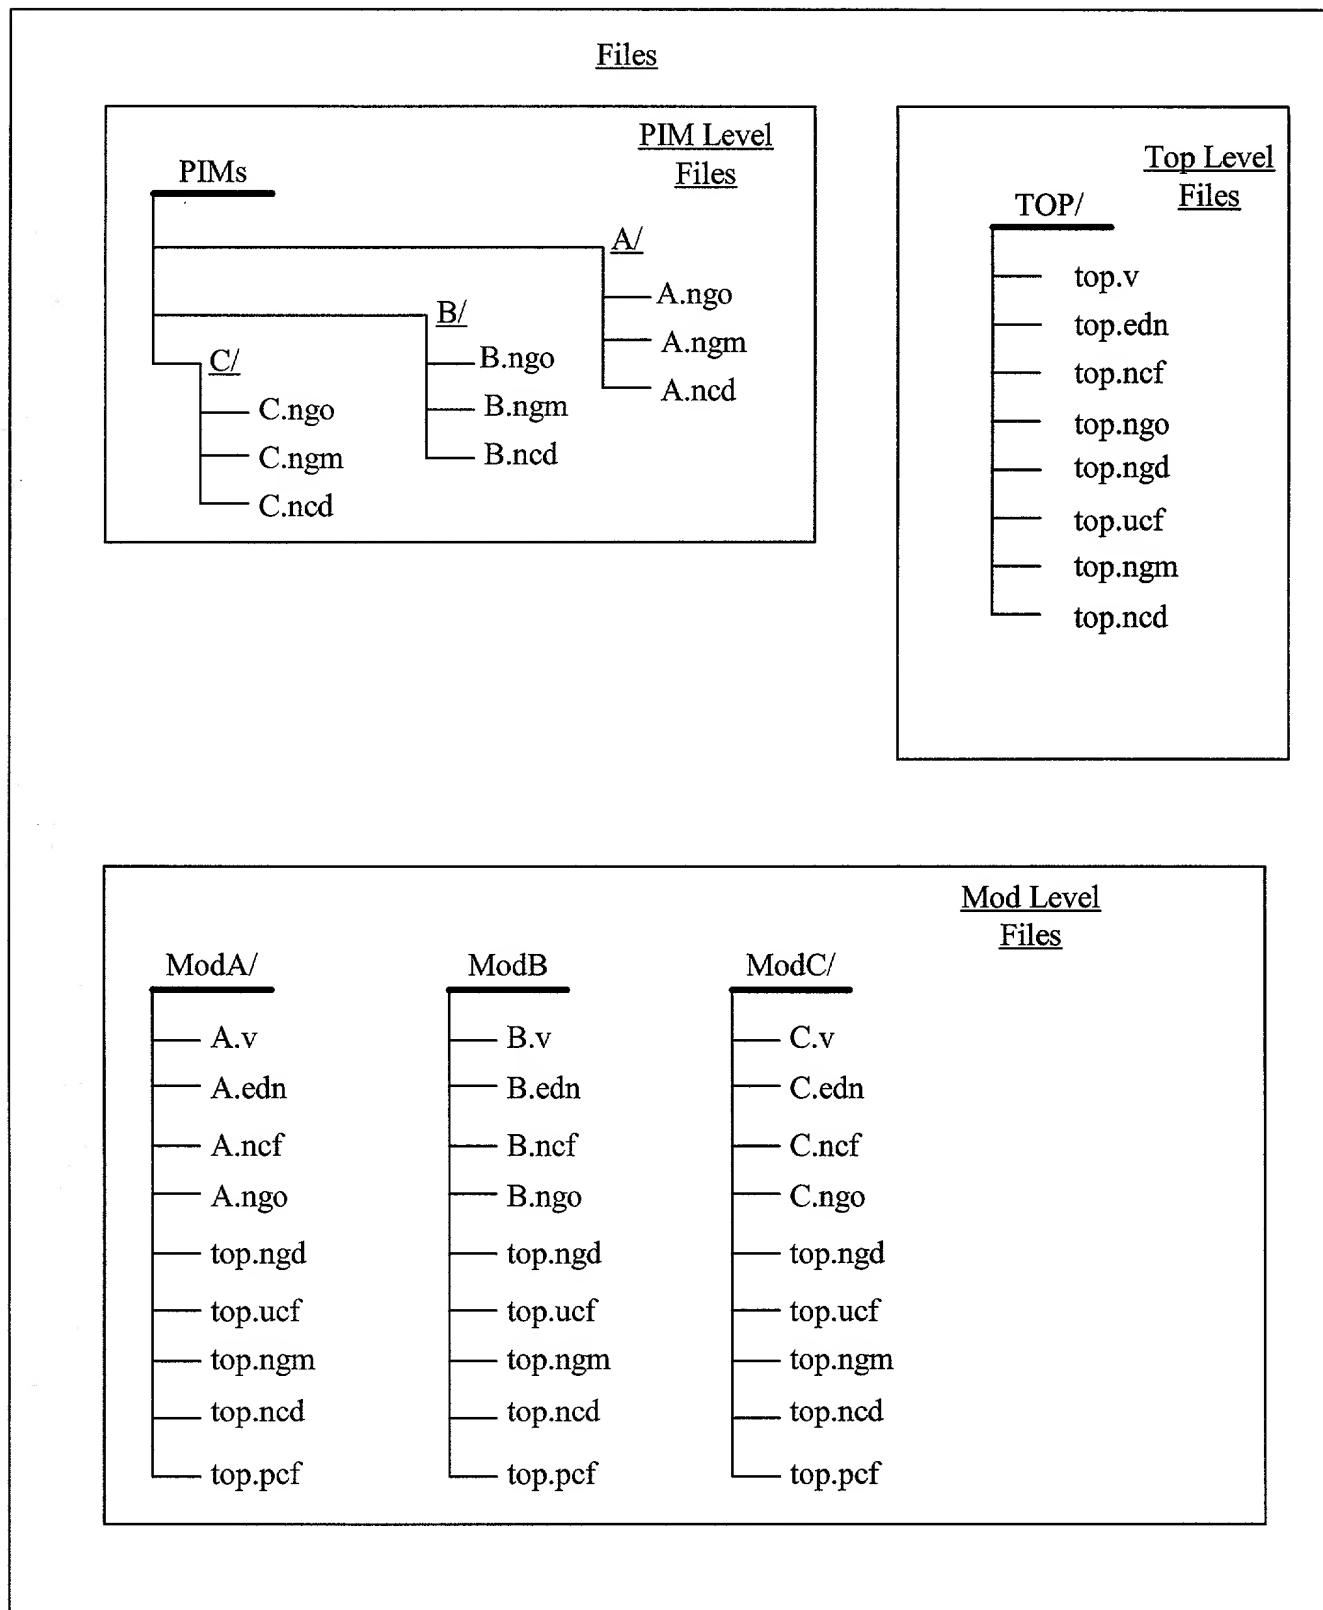 Files
PIM Level
Files
PIMs
A/
A.ngo
A.ngm
A.ncd
B/
B.ngo
B.ngm
B.ncd
C/
C.ngo
C.ngm
C.ncd
Top Level
Files
TOP/
top.v
top.edn
top.ncf
top.ngo
top.ngd
top.ucf
top.ngm
top.ncd
Mod Level
Files
ModA/
A.v
A.edn
A.ncf
A.ngo
top.ngd
top.ucf
top.ngm
top.ncd
top.pcf
ModB
B.v
B.edn
B.ncf
B.ngo
top.ngd
top.ucf
top.ngm
top.ncd
top.pcf
ModC/
C.v
C.edn
C.ncf
C.ngo
top.ngd
top.ucf
top.ngm
top.ncd
top.pcf